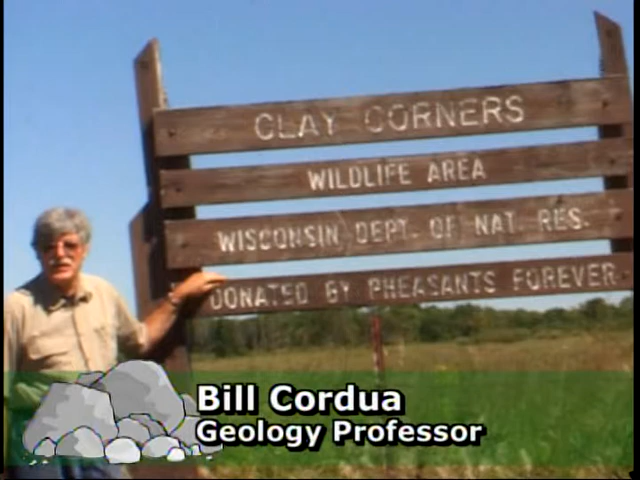 CLAY CORNERS
WILDLIFE AREA
WISCONSIN DEPT. OF NAT. RES.
DONATED BY PHEASANTS FOREVER
Bill Cordua
Geology Professor